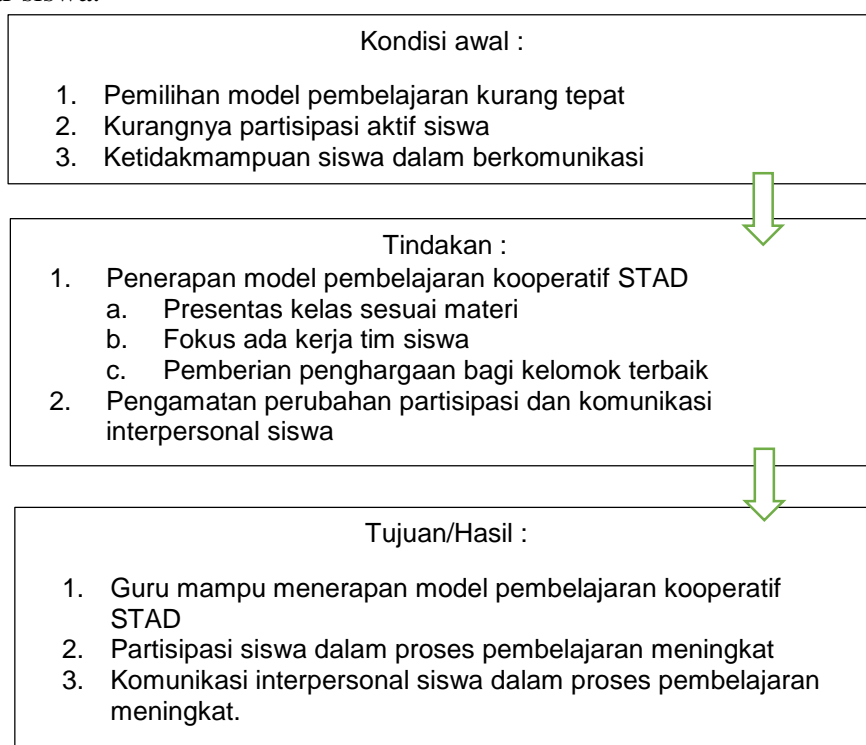 Kondisi awal :
1. Pemilihan model pembelajaran kurang tepat
2. Kurangnya partisipasi aktif siswa
3. Ketidakmampuan siswa dalam berkomunikasi
Tindakan :
1. Penerapan model pembelajaran kooperatif STAD
a. Presentas kelas sesuai materi
b. Fokus ada kerja tim siswa
c. Pemberian penghargaan bagi kelomok terbaik
2. Pengamatan perubahan partisipasi dan komunikasi
interpersonal siswa
Tujuan/Hasil :
1. Guru mampu menerapan model pembelajaran kooperatif
STAD
2. Partisipasi siswa dalam proses pembelajaran meningkat
3. Komunikasi interpersonal siswa dalam proses pembelajaran
meningkat.